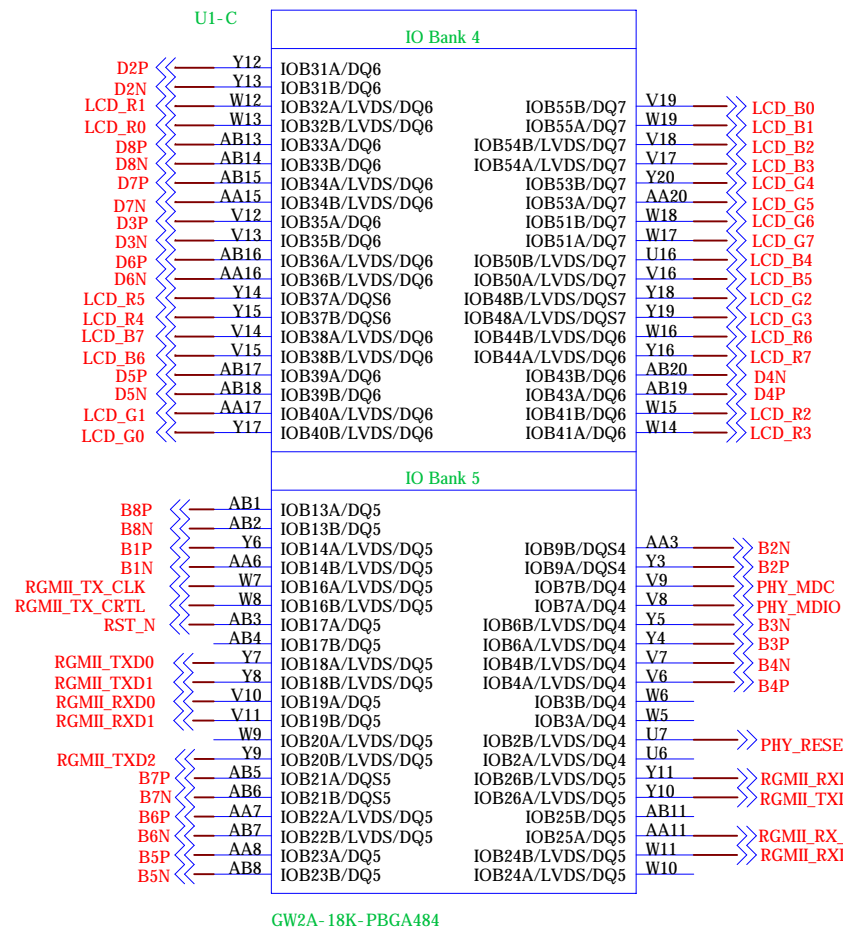 U1-C
IO Bank 4
D2P Y12 IOB31A/DQ6
D2N Y13 IOB31B/DQ6
LCD_R1 W12 IOB32A/LVDS/DQ6 IOB55B/DQ7 V19 LCD_B0
LCD_R0 W13 IOB32B/LVDS/DQ6 IOB55A/DQ7 W19 LCD_B1
D8P AB13 IOB33A/DQ6 IOB54B/LVDS/DQ7 V18 LCD_B2
D8N AB14 IOB33B/DQ6 IOB54A/LVDS/DQ7 V17 LCD_B3
D7P AB15 IOB34A/LVDS/DQ6 IOB53B/DQ7 Y20 LCD_G4
D7N AA15 IOB34B/LVDS/DQ6 IOB53A/DQ7 AA20 LCD_G5
D3P V12 IOB35A/DQ6 IOB51B/DQ7 W18 LCD_G6
D3N V13 IOB35B/DQ6 IOB51A/DQ7 W17 LCD_G7
D6P AB16 IOB36A/LVDS/DQ6 IOB50B/LVDS/DQ7 U16 LCD_B4
D6N AA16 IOB36B/LVDS/DQ6 IOB50A/LVDS/DQ7 V16 LCD_B5
LCD_R5 Y14 IOB37A/DQS6 IOB48B/LVDS/DQS7 Y18 LCD_G2
LCD_R4 Y15 IOB37B/DQS6 IOB48A/LVDS/DQS7 Y19 LCD_G3
LCD_B7 V14 IOB38A/LVDS/DQ6 IOB44B/LVDS/DQ6 W16 LCD_R6
LCD_B6 V15 IOB38B/LVDS/DQ6 IOB44A/LVDS/DQ6 Y16 LCD_R7
D5P AB17 IOB39A/DQ6 IOB43B/DQ6 AB20 D4N
D5N AB18 IOB39B/DQ6 IOB43A/DQ6 AB19 D4P
LCD_G1 AA17 IOB40A/LVDS/DQ6 IOB41B/DQ6 W15 LCD_R2
LCD_G0 Y17 IOB40B/LVDS/DQ6 IOB41A/DQ6 W14 LCD_R3
IO Bank 5
B8P AB1 IOB13A/DQ5
B8N AB2 IOB13B/DQ5
B1P Y6 IOB14A/LVDS/DQ5 IOB9B/DQS4 AA3 B2N
B1N AA6 IOB14B/LVDS/DQ5 IOB9A/DQS4 Y3 B2P
RGMII_TX_CLK W7 IOB16A/LVDS/DQ5 IOB7B/DQ4 V9 PHY_MDC
RGMII_TX_CRTL W8 IOB16B/LVDS/DQ5 IOB7A/DQ4 V8 PHY_MDIO
RST_N AB3 IOB17A/DQ5 IOB6B/LVDS/DQ4 Y5 B3N
AB4 IOB17B/DQ5 IOB6A/LVDS/DQ4 Y4 B3P
RGMII_TXD0 Y7 IOB18A/LVDS/DQ5 IOB4B/LVDS/DQ4 V7 B4N
RGMII_TXD1 Y8 IOB18B/LVDS/DQ5 IOB4A/LVDS/DQ4 V6 B4P
RGMII_RXD0 V10 IOB19A/DQ5 IOB3B/DQ4 W6
RGMII_RXD1 V11 IOB19B/DQ5 IOB3A/DQ4 W5
W9 IOB20A/LVDS/DQ5 IOB2B/LVDS/DQ4 U7 PHY_RESE
RGMII_TXD2 Y9 IOB20B/LVDS/DQ5 IOB2A/LVDS/DQ4 U6
B7P AB5 IOB21A/DQS5 IOB26B/LVDS/DQ5 Y11
B7N AB6 IOB21B/DQS5 IOB26A/LVDS/DQ5 Y10
B6P AA7 IOB22A/LVDS/DQ5 IOB25B/DQ5 AB11
B6N AB7 IOB22B/LVDS/DQ5 IOB25A/DQ5 AA11 RGMII_RX_
B5P AA8 IOB23A/DQ5 IOB24B/LVDS/DQ5 W11
B5N AB8 IOB23B/DQ5 IOB24A/LVDS/DQ5 W10
GW2A-18K-PBGA484